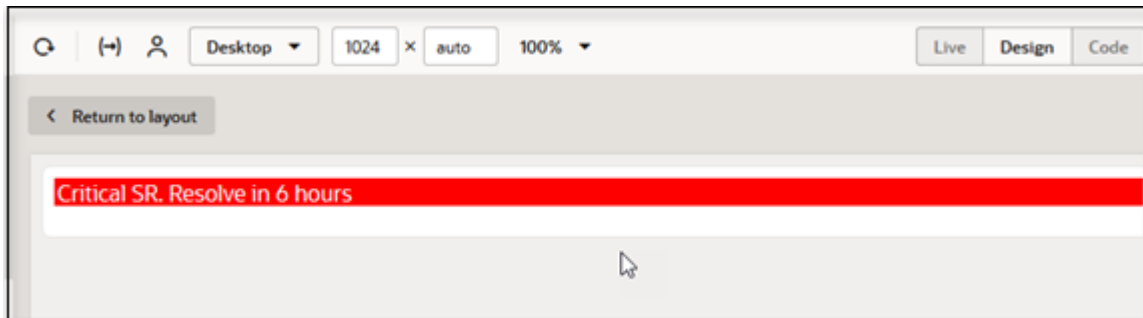 Desktop 1024 × auto 100% Live Design Code
Return to layout
Critical SR. Resolve in 6 hours